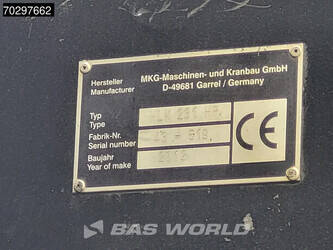 70297662
Hersteller
Manufacturer
MKG-Maschinen- und Kranbau GmbH
D-49681 Garrel / Germany
Typ
Type
Fabrik-Nr.
Serial number
Baujahr
Year of make
CE
BAS WORLD